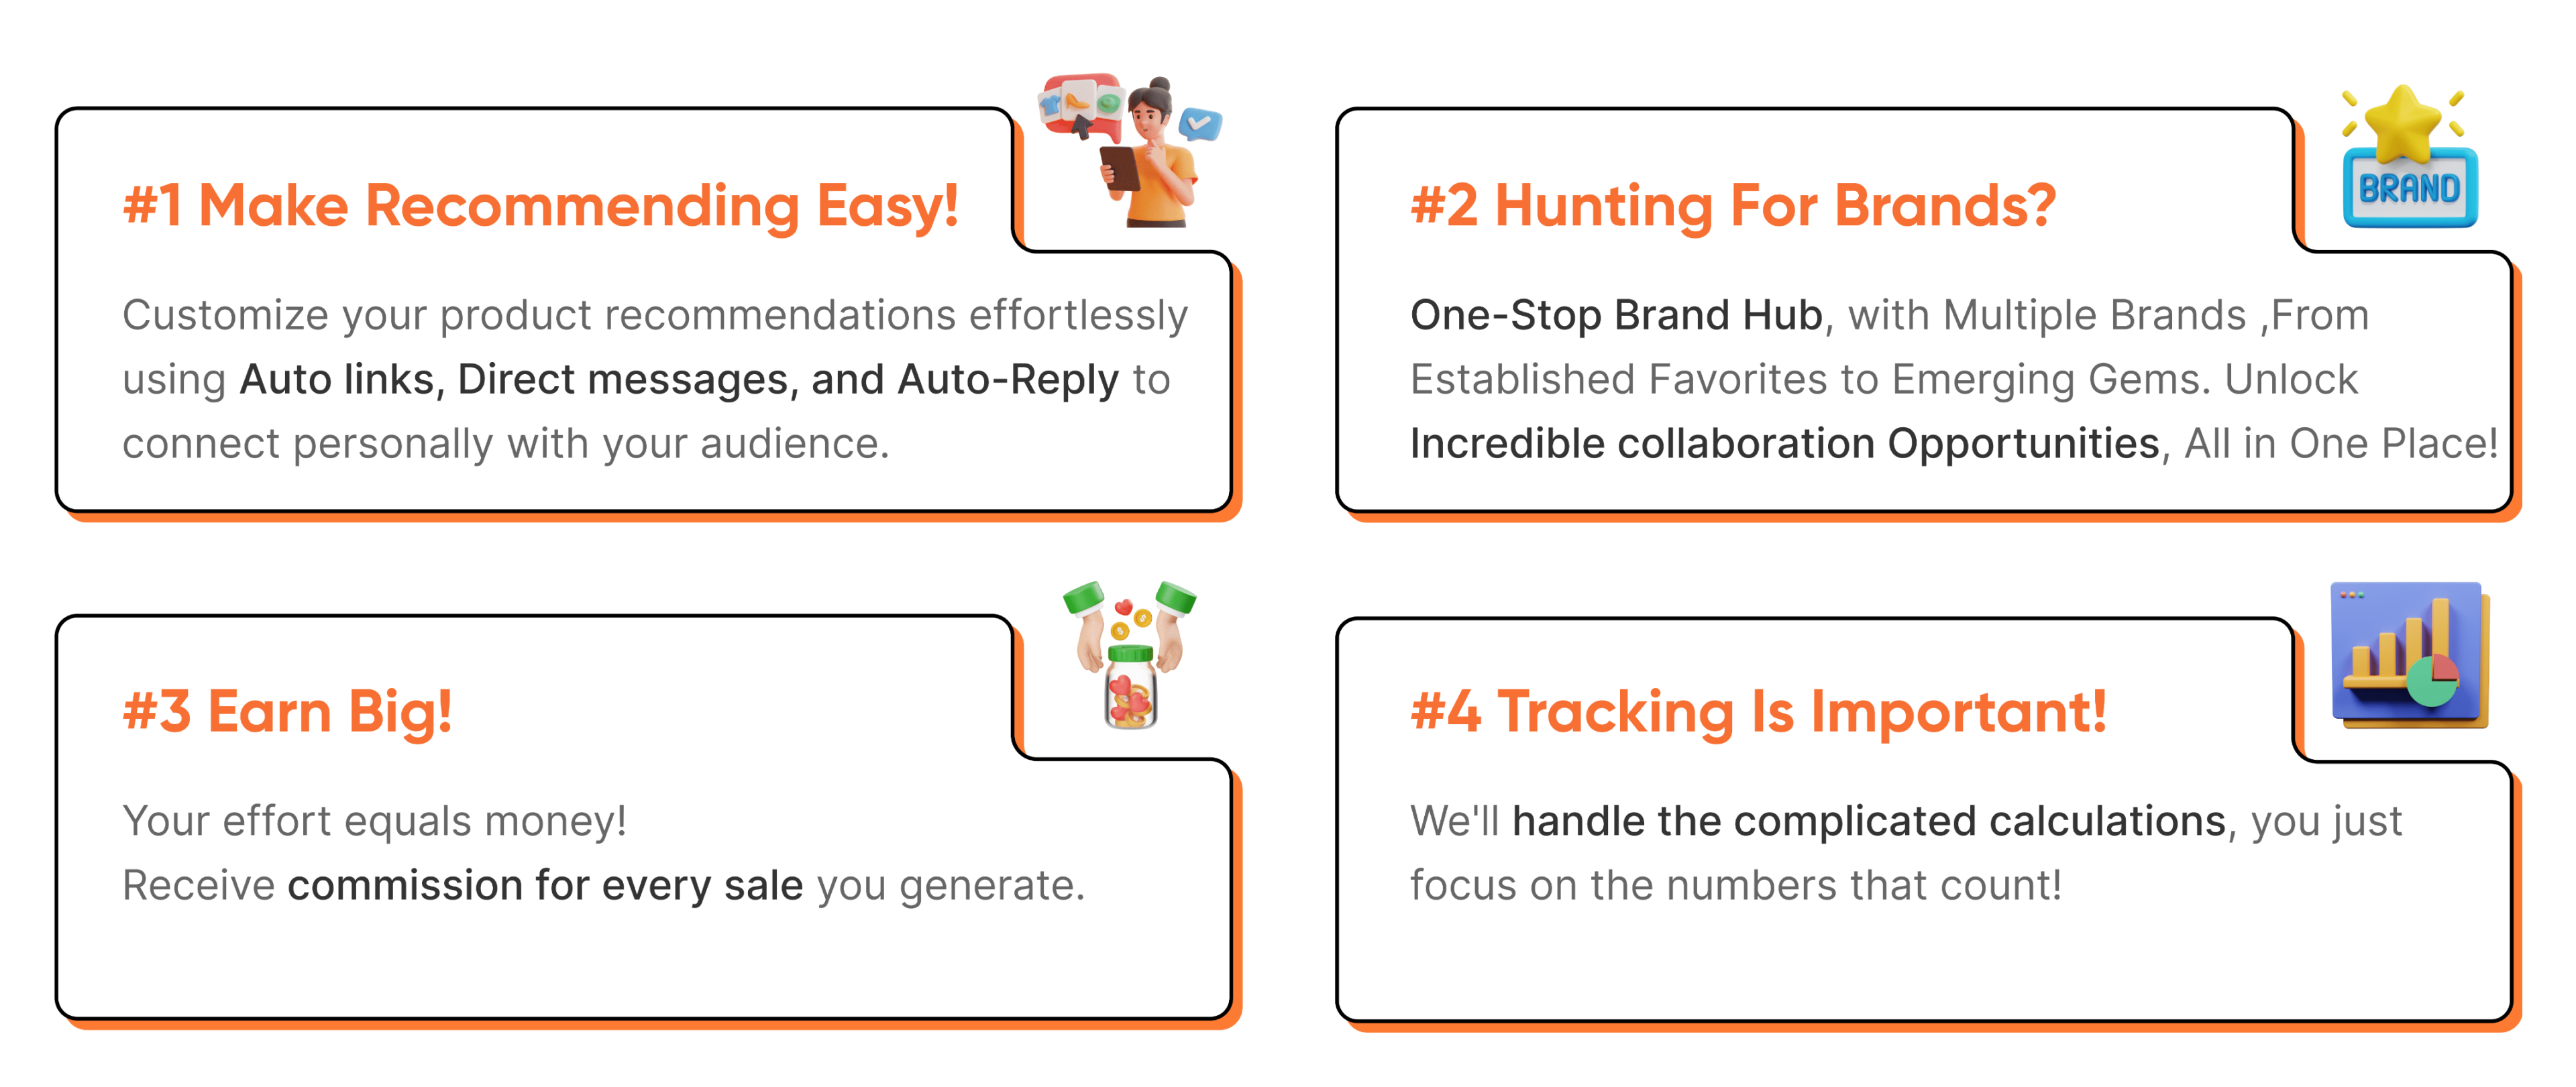 #1 Make Recommending Easy!
Customize your product recommendations effortlessly
using Auto links, Direct messages, and Auto-Reply to
connect personally with your audience.
BRAND
#2 Hunting For Brands?
One-Stop Brand Hub, with Multiple Brands ,From
Established Favorites to Emerging Gems. Unlock
Incredible collaboration Opportunities, All in One Place!
#3 Earn Big!
Your effort equals money!
Receive commission for every sale you generate.
#4 Tracking Is Important!
We'll handle the complicated calculations, you just
focus on the numbers that count!